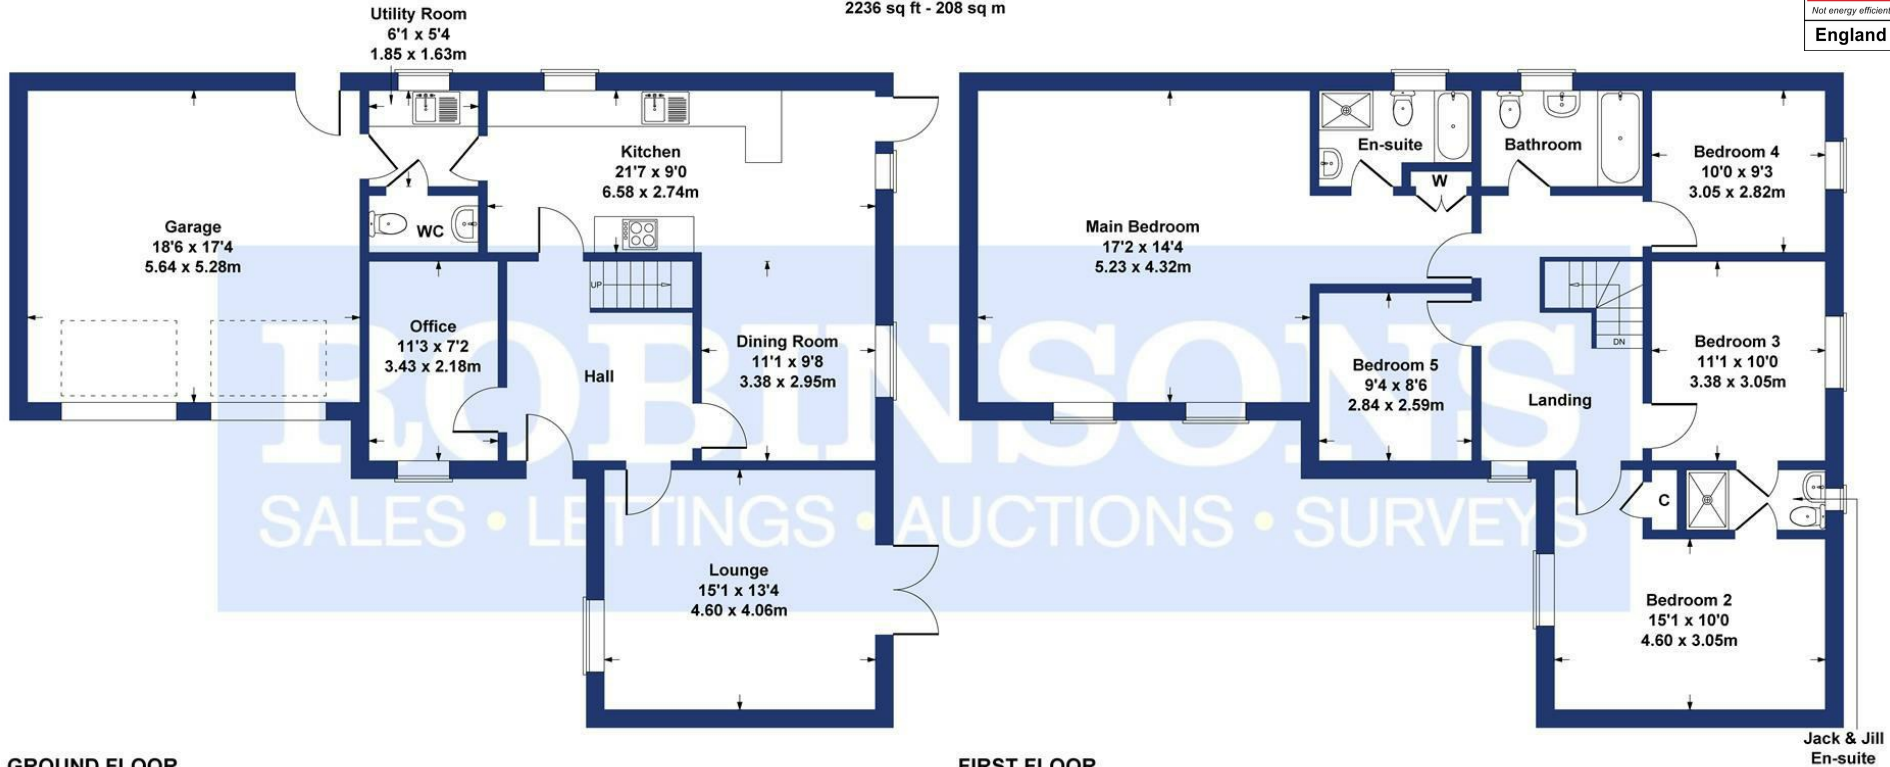 2236 sq ft - 208 sq m
Not energy efficient
England
Utility Room
6'1 x 5'4
1.85 x 1.63m
Kitchen
21'7 x 9'0
6.58 x 2.74m
Garage
18'6 x 17'4
5.64 x 5.28m
WC
UP
Office
11'3 x 7'2
3.43 x 2.18m
Hall
Dining Room
11'1 x 9'8
3.38 x 2.95m
Lounge
15'1 x 13'4
4.60 x 4.06m
Main Bedroom
17'2 x 14'4
5.23 x 4.32m
En-suite
W
Bathroom
Bedroom 4
10'0 x 9'3
3.05 x 2.82m
DN
Bedroom 3
11'1 x 10'0
3.38 x 3.05m
Bedroom 5
9'4 x 8'6
2.84 x 2.59m
Landing
C
Bedroom 2
15'1 x 10'0
4.60 x 3.05m
Jack & Jill
En-suite
ROBINSONS
SALES • LETTINGS • AUCTIONS • SURVEYS
GROUND FLOOR
FIRST FLOOR